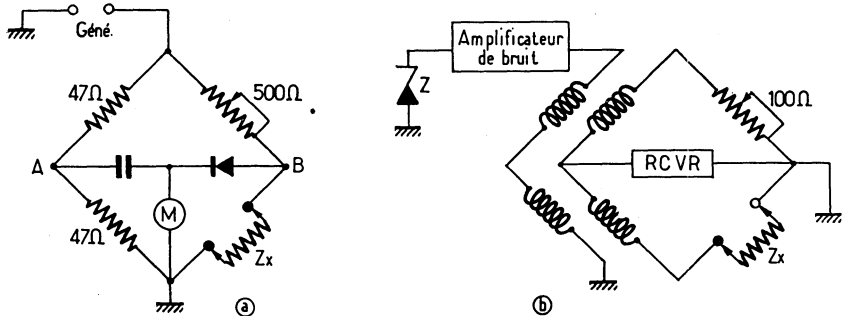 Géné.
47Ω
500Ω
A
B
M
47Ω
Zx
a
Amplificateur
de bruit
Z
100Ω
RCVR
Zx
b